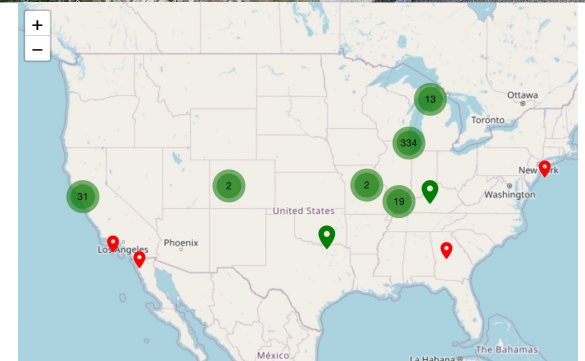 +
−
Ottawa
13
Toronto
334
New York
2
2
31
19
Washington
United States
Los Angeles
Phoenix
México
The Bahamas
La Habana